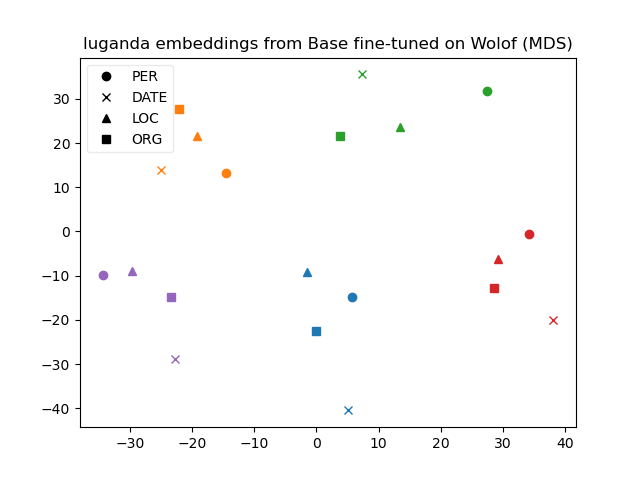 luganda embeddings from Base fine-tuned on Wolof (MDS)
PER
DATE
LOC
ORG
30
20
10
0
−10
−20
−30
−40
−30 −20 −10 0 10 20 30 40